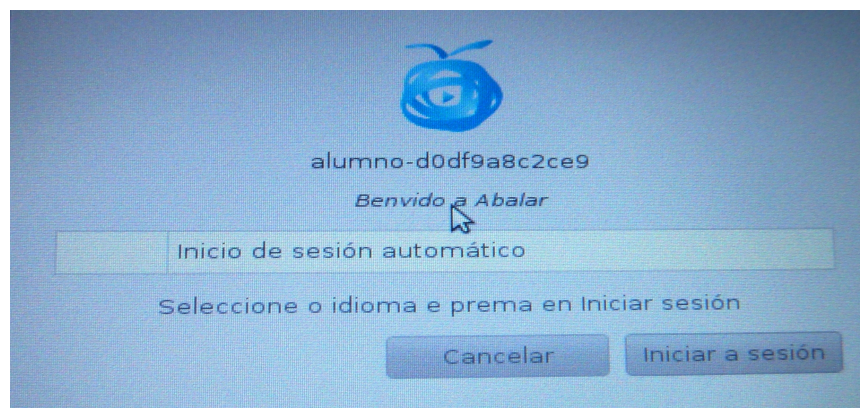 alumno-d0df9a8c2ce9
Benvido a Abalar
Inicio de sesión automático
Seleccione o idioma e prema en Iniciar sesión
Cancelar
Iniciar a sesión